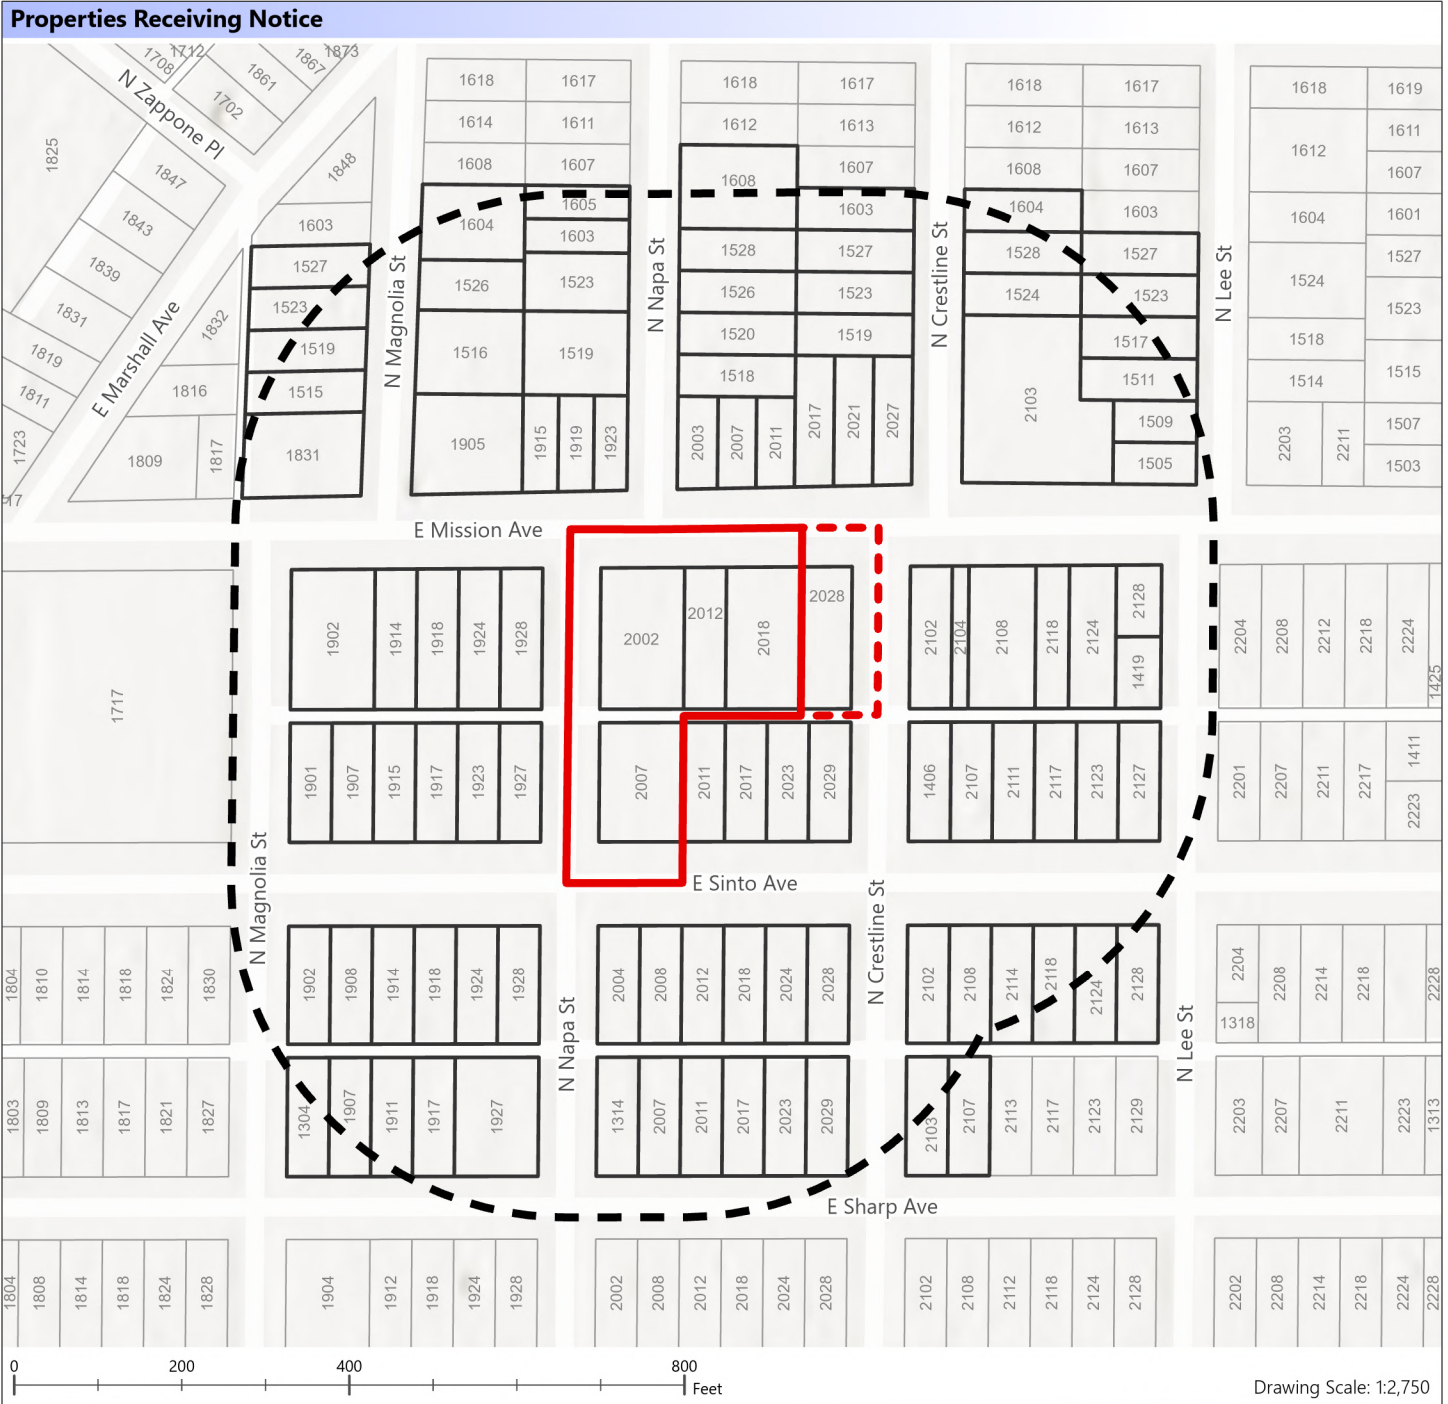 Properties Receiving Notice
1712
1873
1708
1861
1867
1702
N Zappone Pl
1825
1847
1848
1843
1603
1839
1831
1832
1819
1811
1816
1723
1809
1817
E Marshall Ave
1527
1523
1519
1515
1831
N Magnolia St
1618 1617
1614 1611
1608 1607
1604 1605
1603
1526 1523
1516 1519
1905 1915 1919 1923
N Napa St
1618 1617
1612 1613
1608 1607
1603
1528 1527
1526 1523
1520 1519
1518
2003 2007 2011 2017 2021 2027
N Crestline St
1618 1617
1612 1613
1608 1607
1604 1603
1528 1527
1524 1523
1517
1511
2103
1509
1505
N Lee St
1618 1619
1611
1612
1607
1604 1601
1527
1524
1523
1518
1515
1514
1507
2203 2211
1503
E Mission Ave
1717
1902 1914 1918 1924 1928
2002 2012 2018 2028
2102 2104 2108 2118 2124 2128
1419
2204 2208 2212 2218 2224 1425
1901 1907 1915 1917 1923 1927
2007 2011 2017 2023 2029
1406 2107 2111 2117 2123 2127
2201 2207 2211 2217 1411
2223
N Magnolia St
E Sinto Ave
N Crestline St
1804 1810 1814 1818 1824 1830
1902 1908 1914 1918 1924 1928
2004 2008 2012 2018 2024 2028
2102 2108 2114 2118 2124 2128
2204 2208 2214 2218 2228
1318
N Napa St
N Lee St
1803 1809 1813 1817 1821 1827
1304 1907 1911 1917 1927
1314 2007 2011 2017 2023 2029
2103 2107 2113 2117 2123 2129
2203 2207 2211 2223 1313
E Sharp Ave
1804 1808 1814 1818 1824 1828
1904 1912 1918 1924 1928
2002 2008 2012 2018 2024 2028
2102 2108 2112 2118 2124 2128
2202 2208 2214 2218 2224 2228
0 200 400 800
Feet
Drawing Scale: 1:2,750